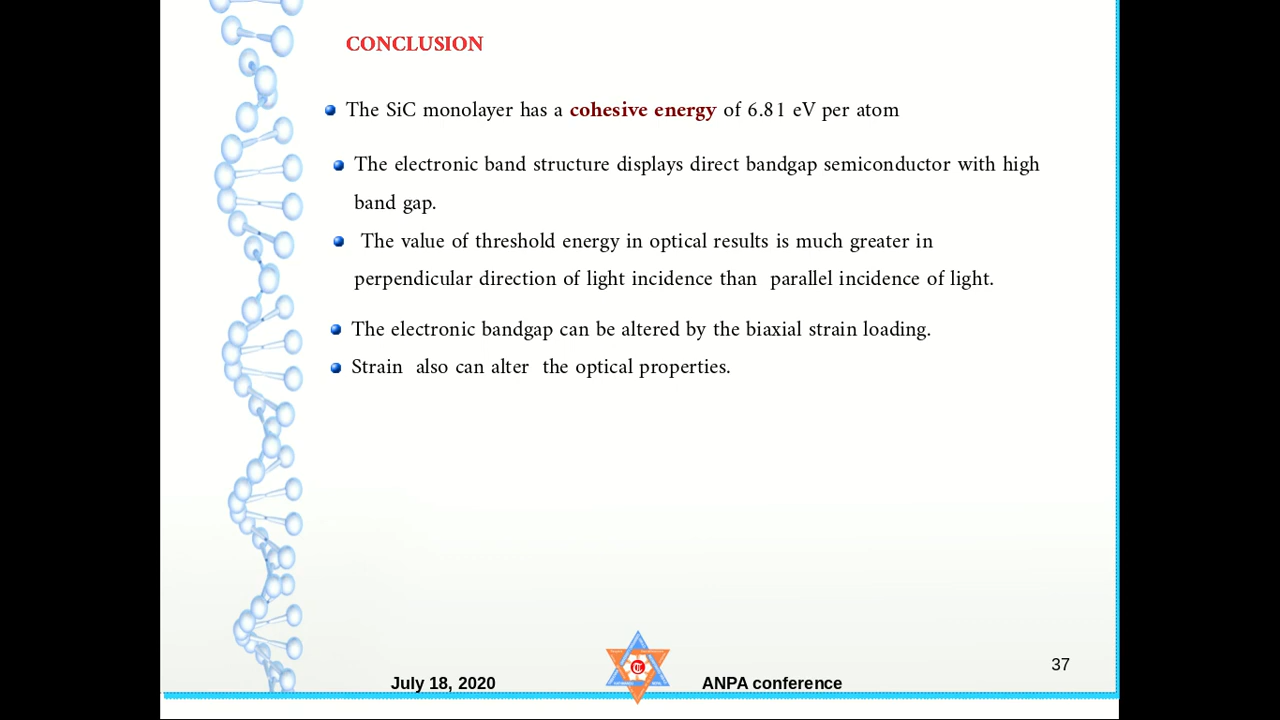 CONCLUSION
The SiC monolayer has a cohesive energy of 6.81 eV per atom
The electronic band structure displays direct bandgap semiconductor with high
band gap.
The value of threshold energy in optical results is much greater in
perpendicular direction of light incidence than parallel incidence of light.
The electronic bandgap can be altered by the biaxial strain loading.
Strain also can alter the optical properties.
37
July 18, 2020
ANPA conference